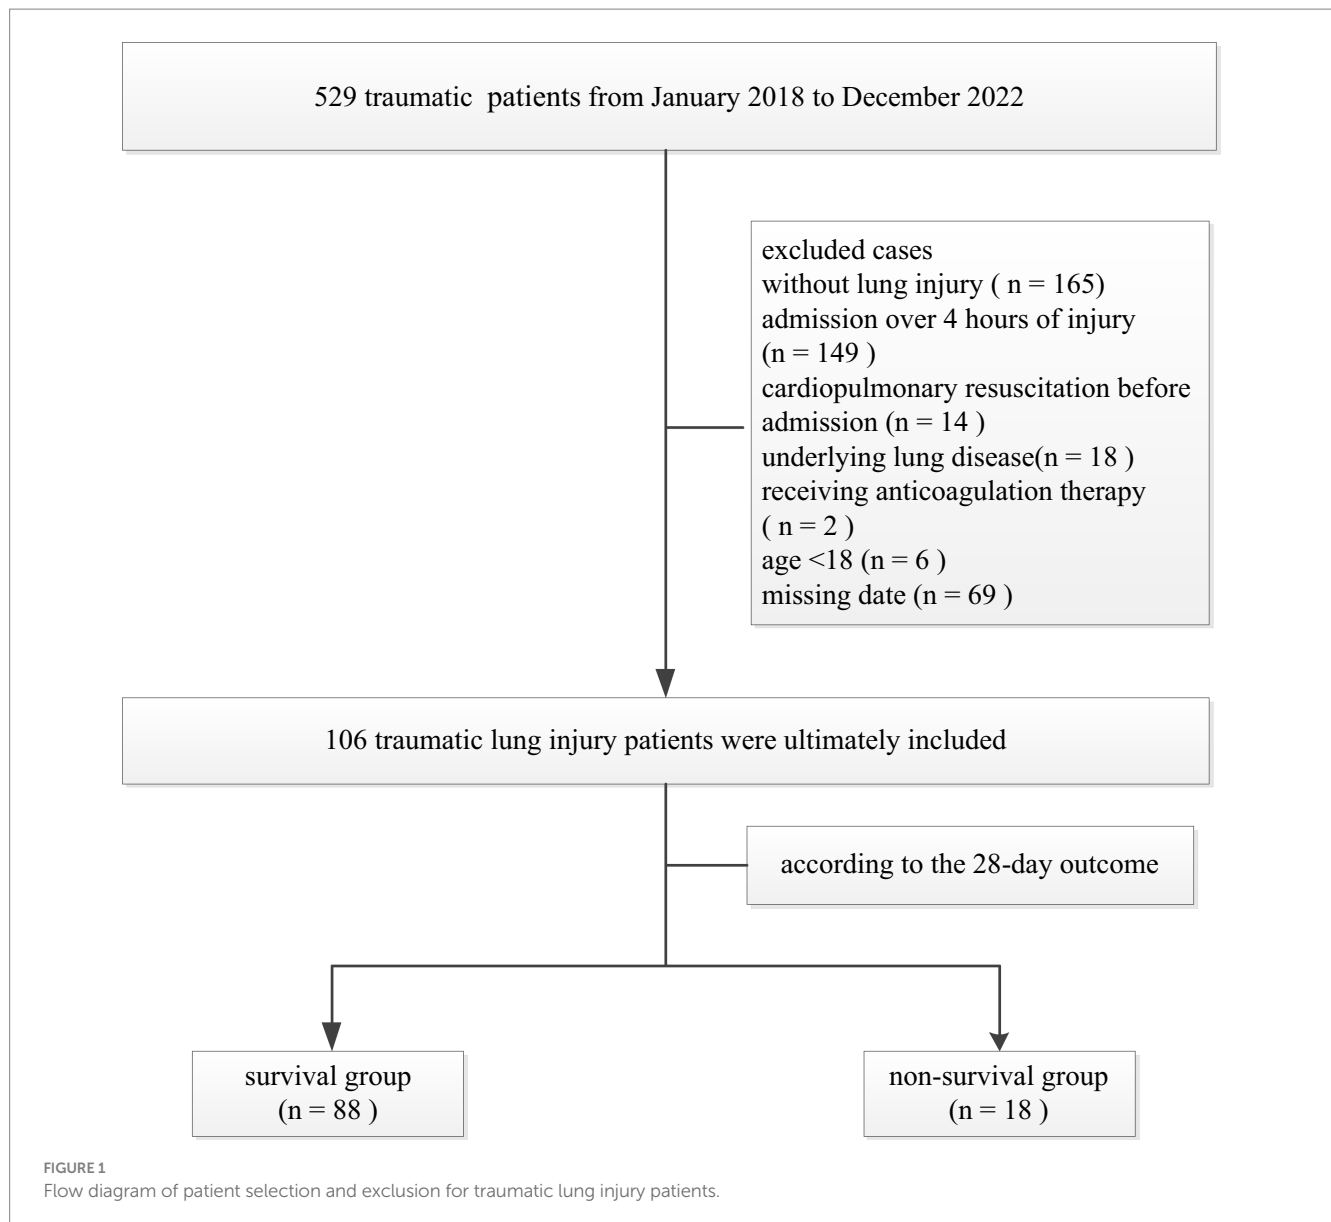 529 traumatic patients from January 2018 to December 2022
excluded cases
without lung injury ( n = 165)
admission over 4 hours of injury
(n = 149 )
cardiopulmonary resuscitation before
admission (n = 14 )
underlying lung disease(n = 18 )
receiving anticoagulation therapy
( n = 2 )
age <18 (n = 6 )
missing date (n = 69 )
106 traumatic lung injury patients were ultimately included
according to the 28-day outcome
survival group
(n = 88 )
non-survival group
(n = 18 )
FIGURE 1
Flow diagram of patient selection and exclusion for traumatic lung injury patients.